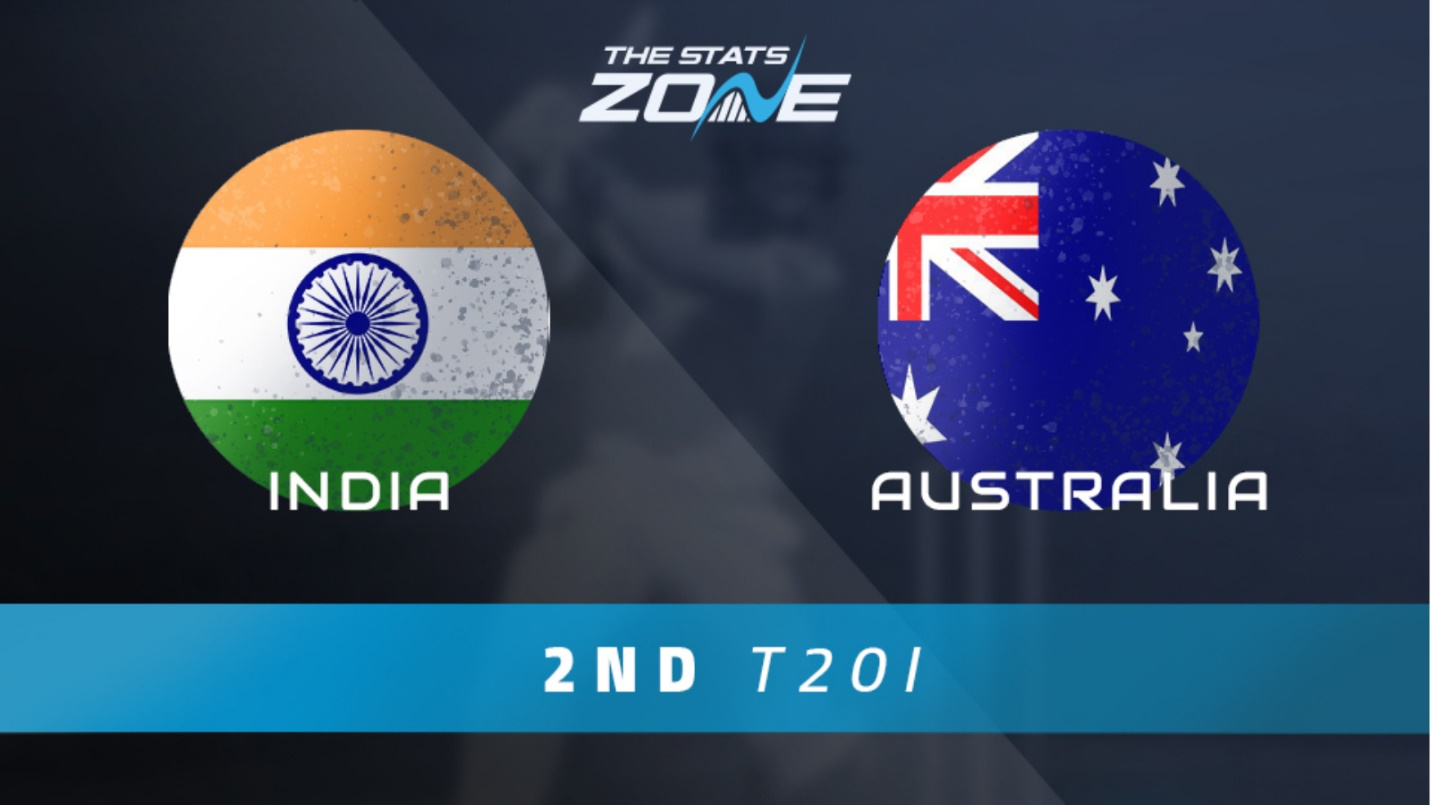 THE STATS
ZONE
INDIA
AUSTRALIA
2ND T20I